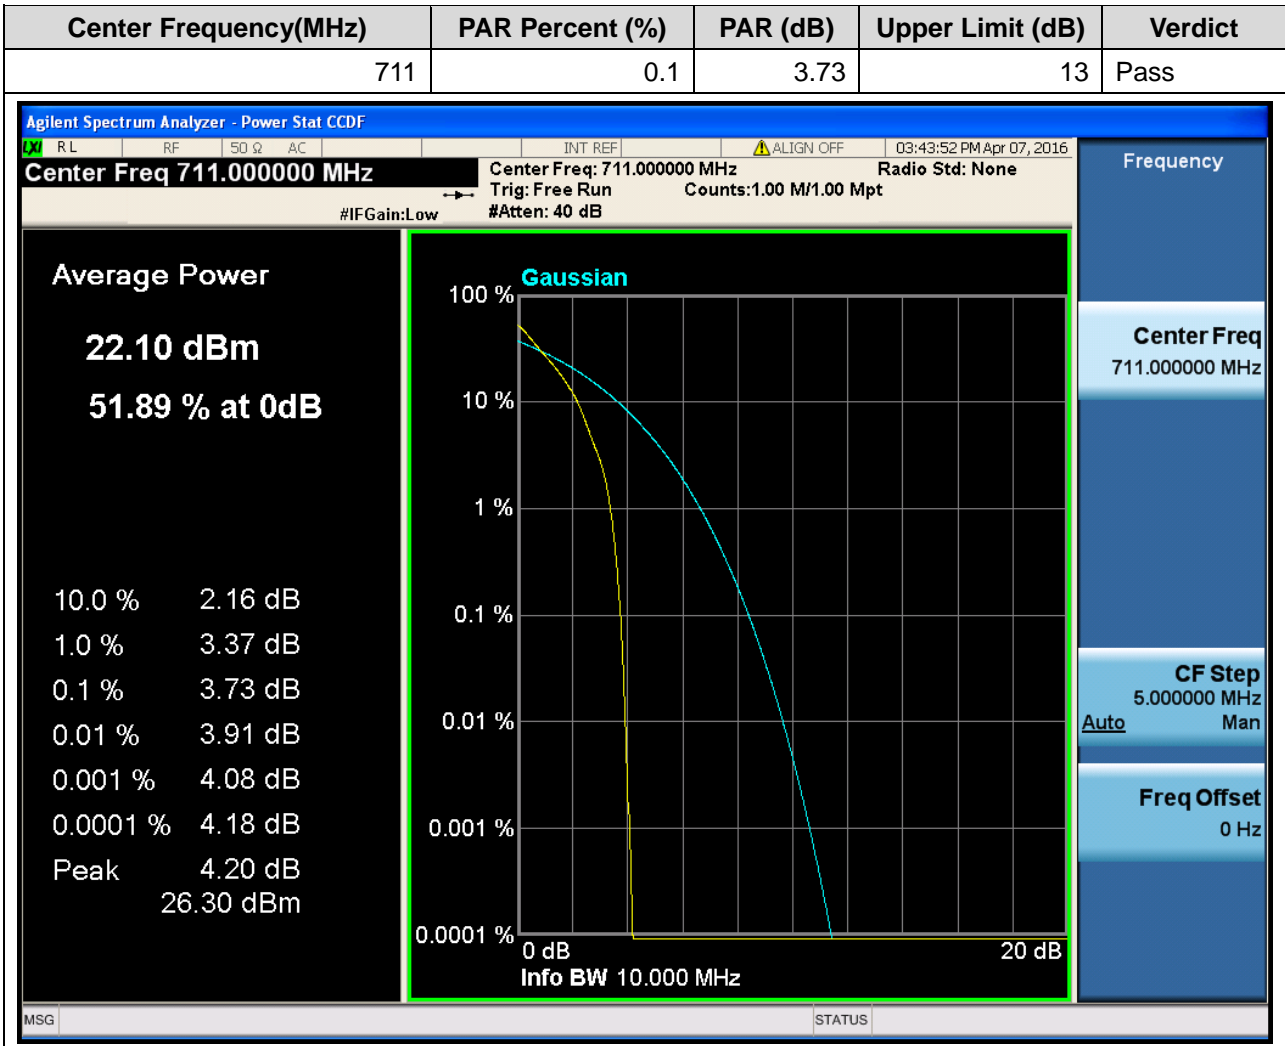 Center Frequency(MHz) PAR Percent (%) PAR (dB) Upper Limit (dB) Verdict
711 0.1 3.73 13 Pass
Agilent Spectrum Analyzer - Power Stat CCDF
LXI RL RF 50 Ω AC INT REF ALIGN OFF 03:43:52 PM Apr 07, 2016
Center Freq 711.000000 MHz
Center Freq: 711.000000 MHz Radio Std: None
Trig: Free Run Counts:1.00 M/1.00 Mpt
#IFGain:Low #Atten: 40 dB
Average Power
22.10 dBm
51.89 % at 0dB
10.0 % 2.16 dB
1.0 % 3.37 dB
0.1 % 3.73 dB
0.01 % 3.91 dB
0.001 % 4.08 dB
0.0001 % 4.18 dB
Peak 4.20 dB
26.30 dBm
Gaussian
100 %
10 %
1 %
0.1 %
0.01 %
0.001 %
0.0001 %
0 dB 20 dB
Info BW 10.000 MHz
Frequency
Center Freq
711.000000 MHz
CF Step
5.000000 MHz
Auto Man
Freq Offset
0 Hz
MSG STATUS